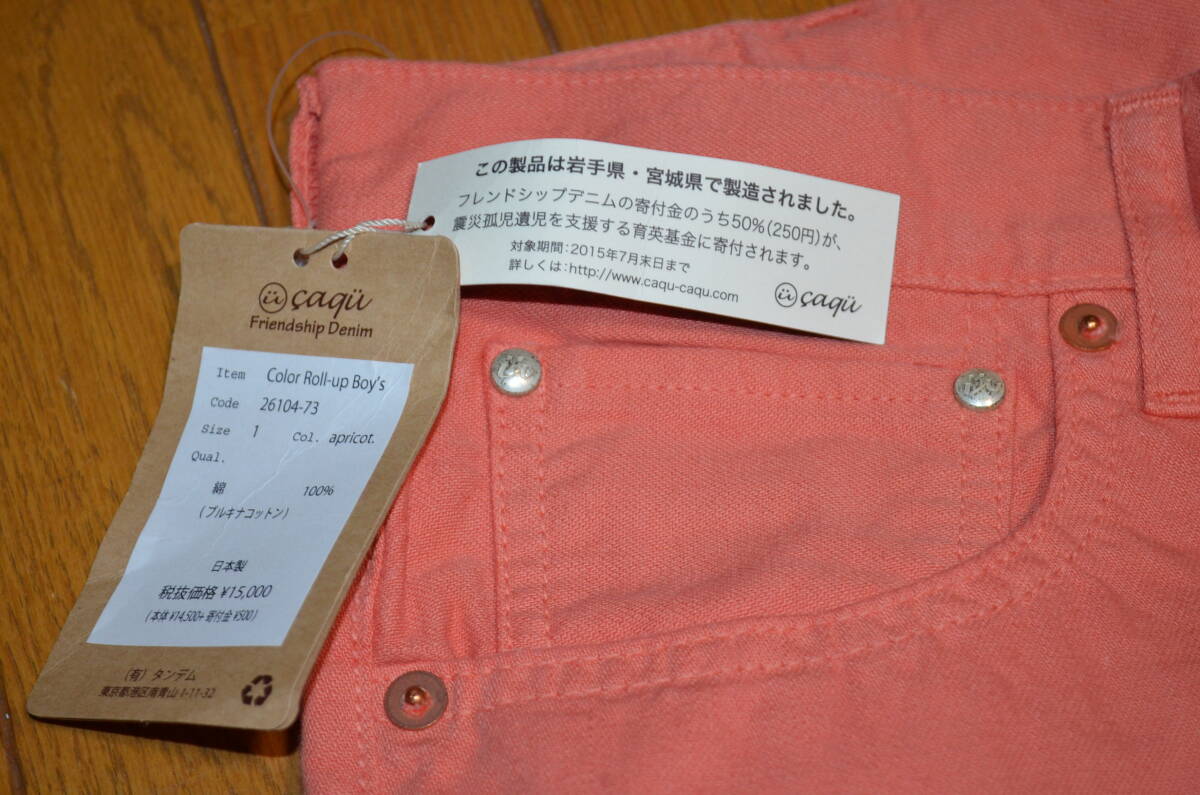 この製品は岩手県・宮城県で製造されました。
フレンドシップデニムの寄付金のうち50%(250円)が、
震災孤児遺児を支援する育英基金に寄付されます。
対象期間:2015年7月末日まで
詳しくは:http://www.caqu-caqu.com
çaqü
çaqü
Friendship Denim
Item Color Roll-up Boy's
Code 26104-73
Size 1 Col. apricot.
Qual.
綿 100%
(ブルキナコットン)
日本製
税抜価格 ¥15,000
(本体 ¥14,500+ 寄付金 ¥500)
(有) タンデム
東京都港区南青山 1-11-32